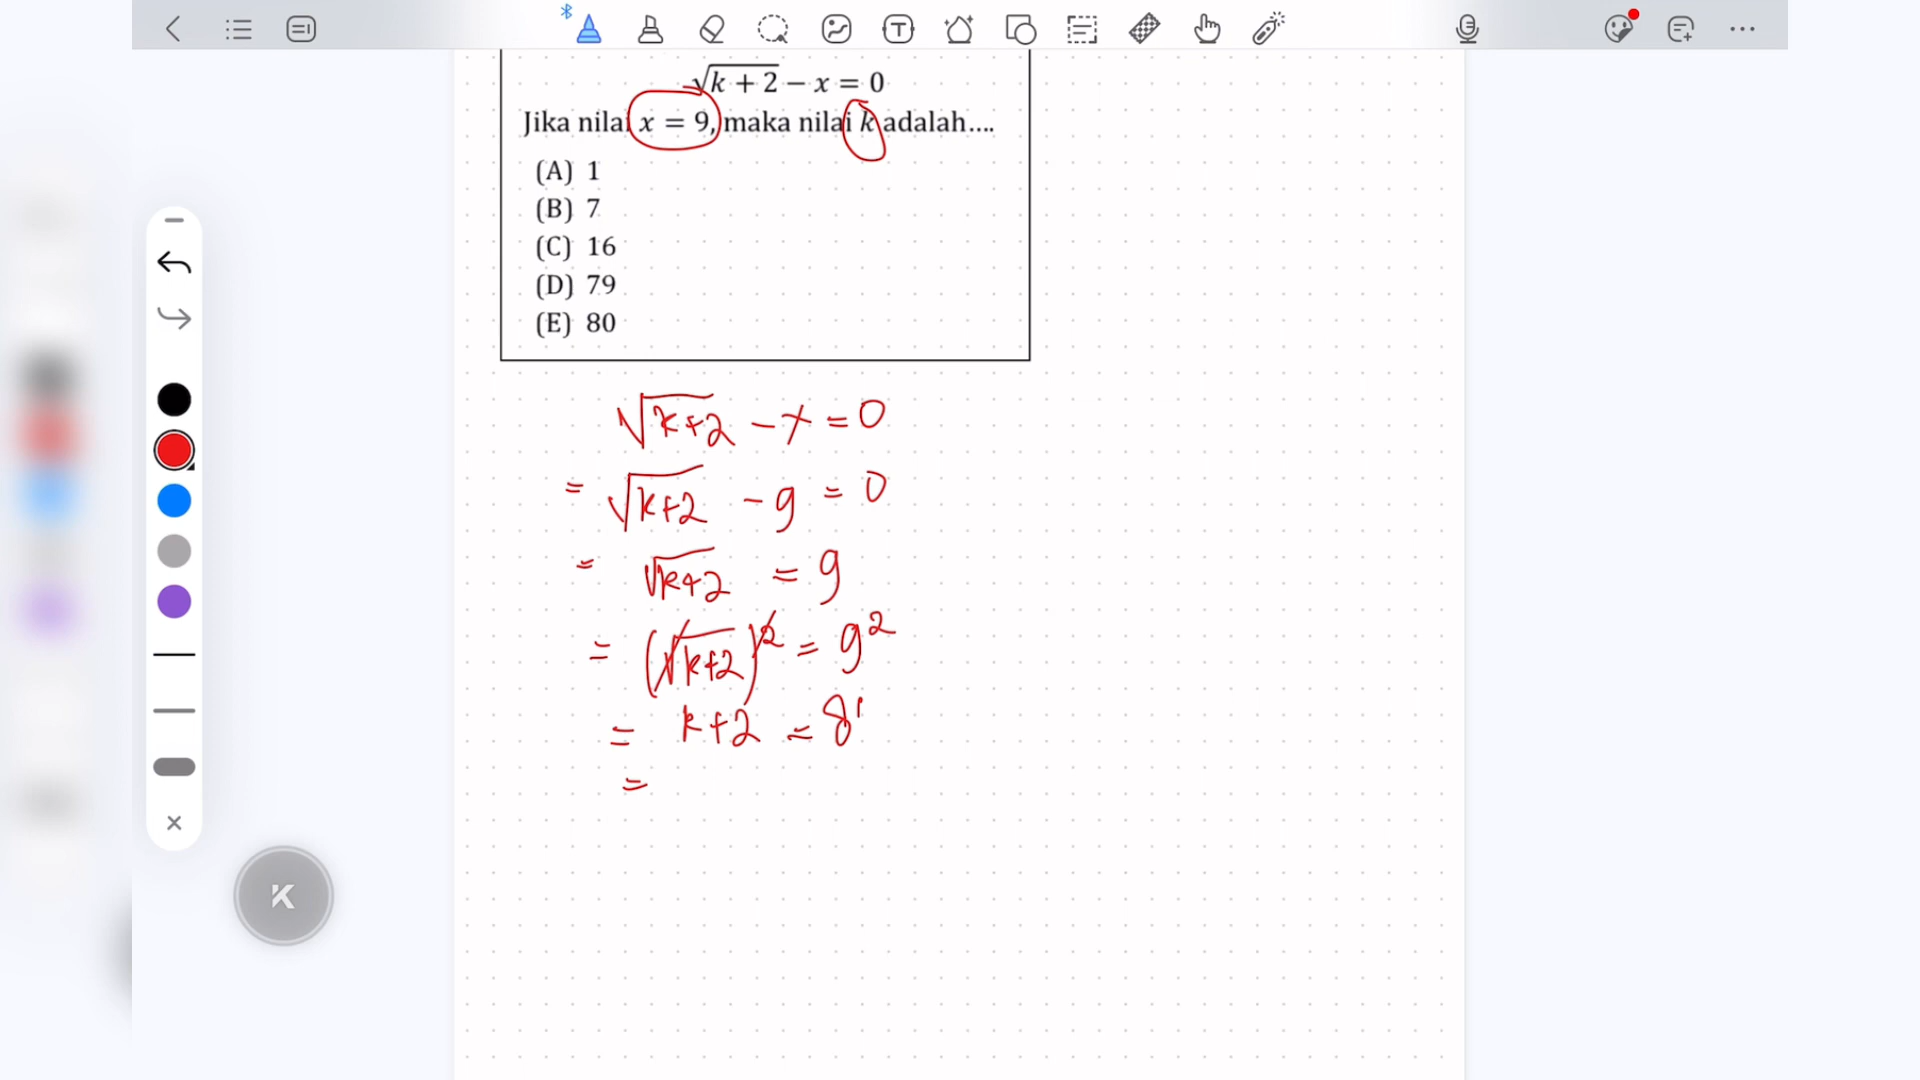 √k + 2 − x = 0
Jika nilai x = 9, maka nilai k adalah....
(A) 1
(B) 7
(C) 16
(D) 79
(E) 80
√k+2 - x = 0
= √k+2 - 9 = 0
= √k+2 = 9
= (√k+2)² = 9²
= k+2 = 81
=
K